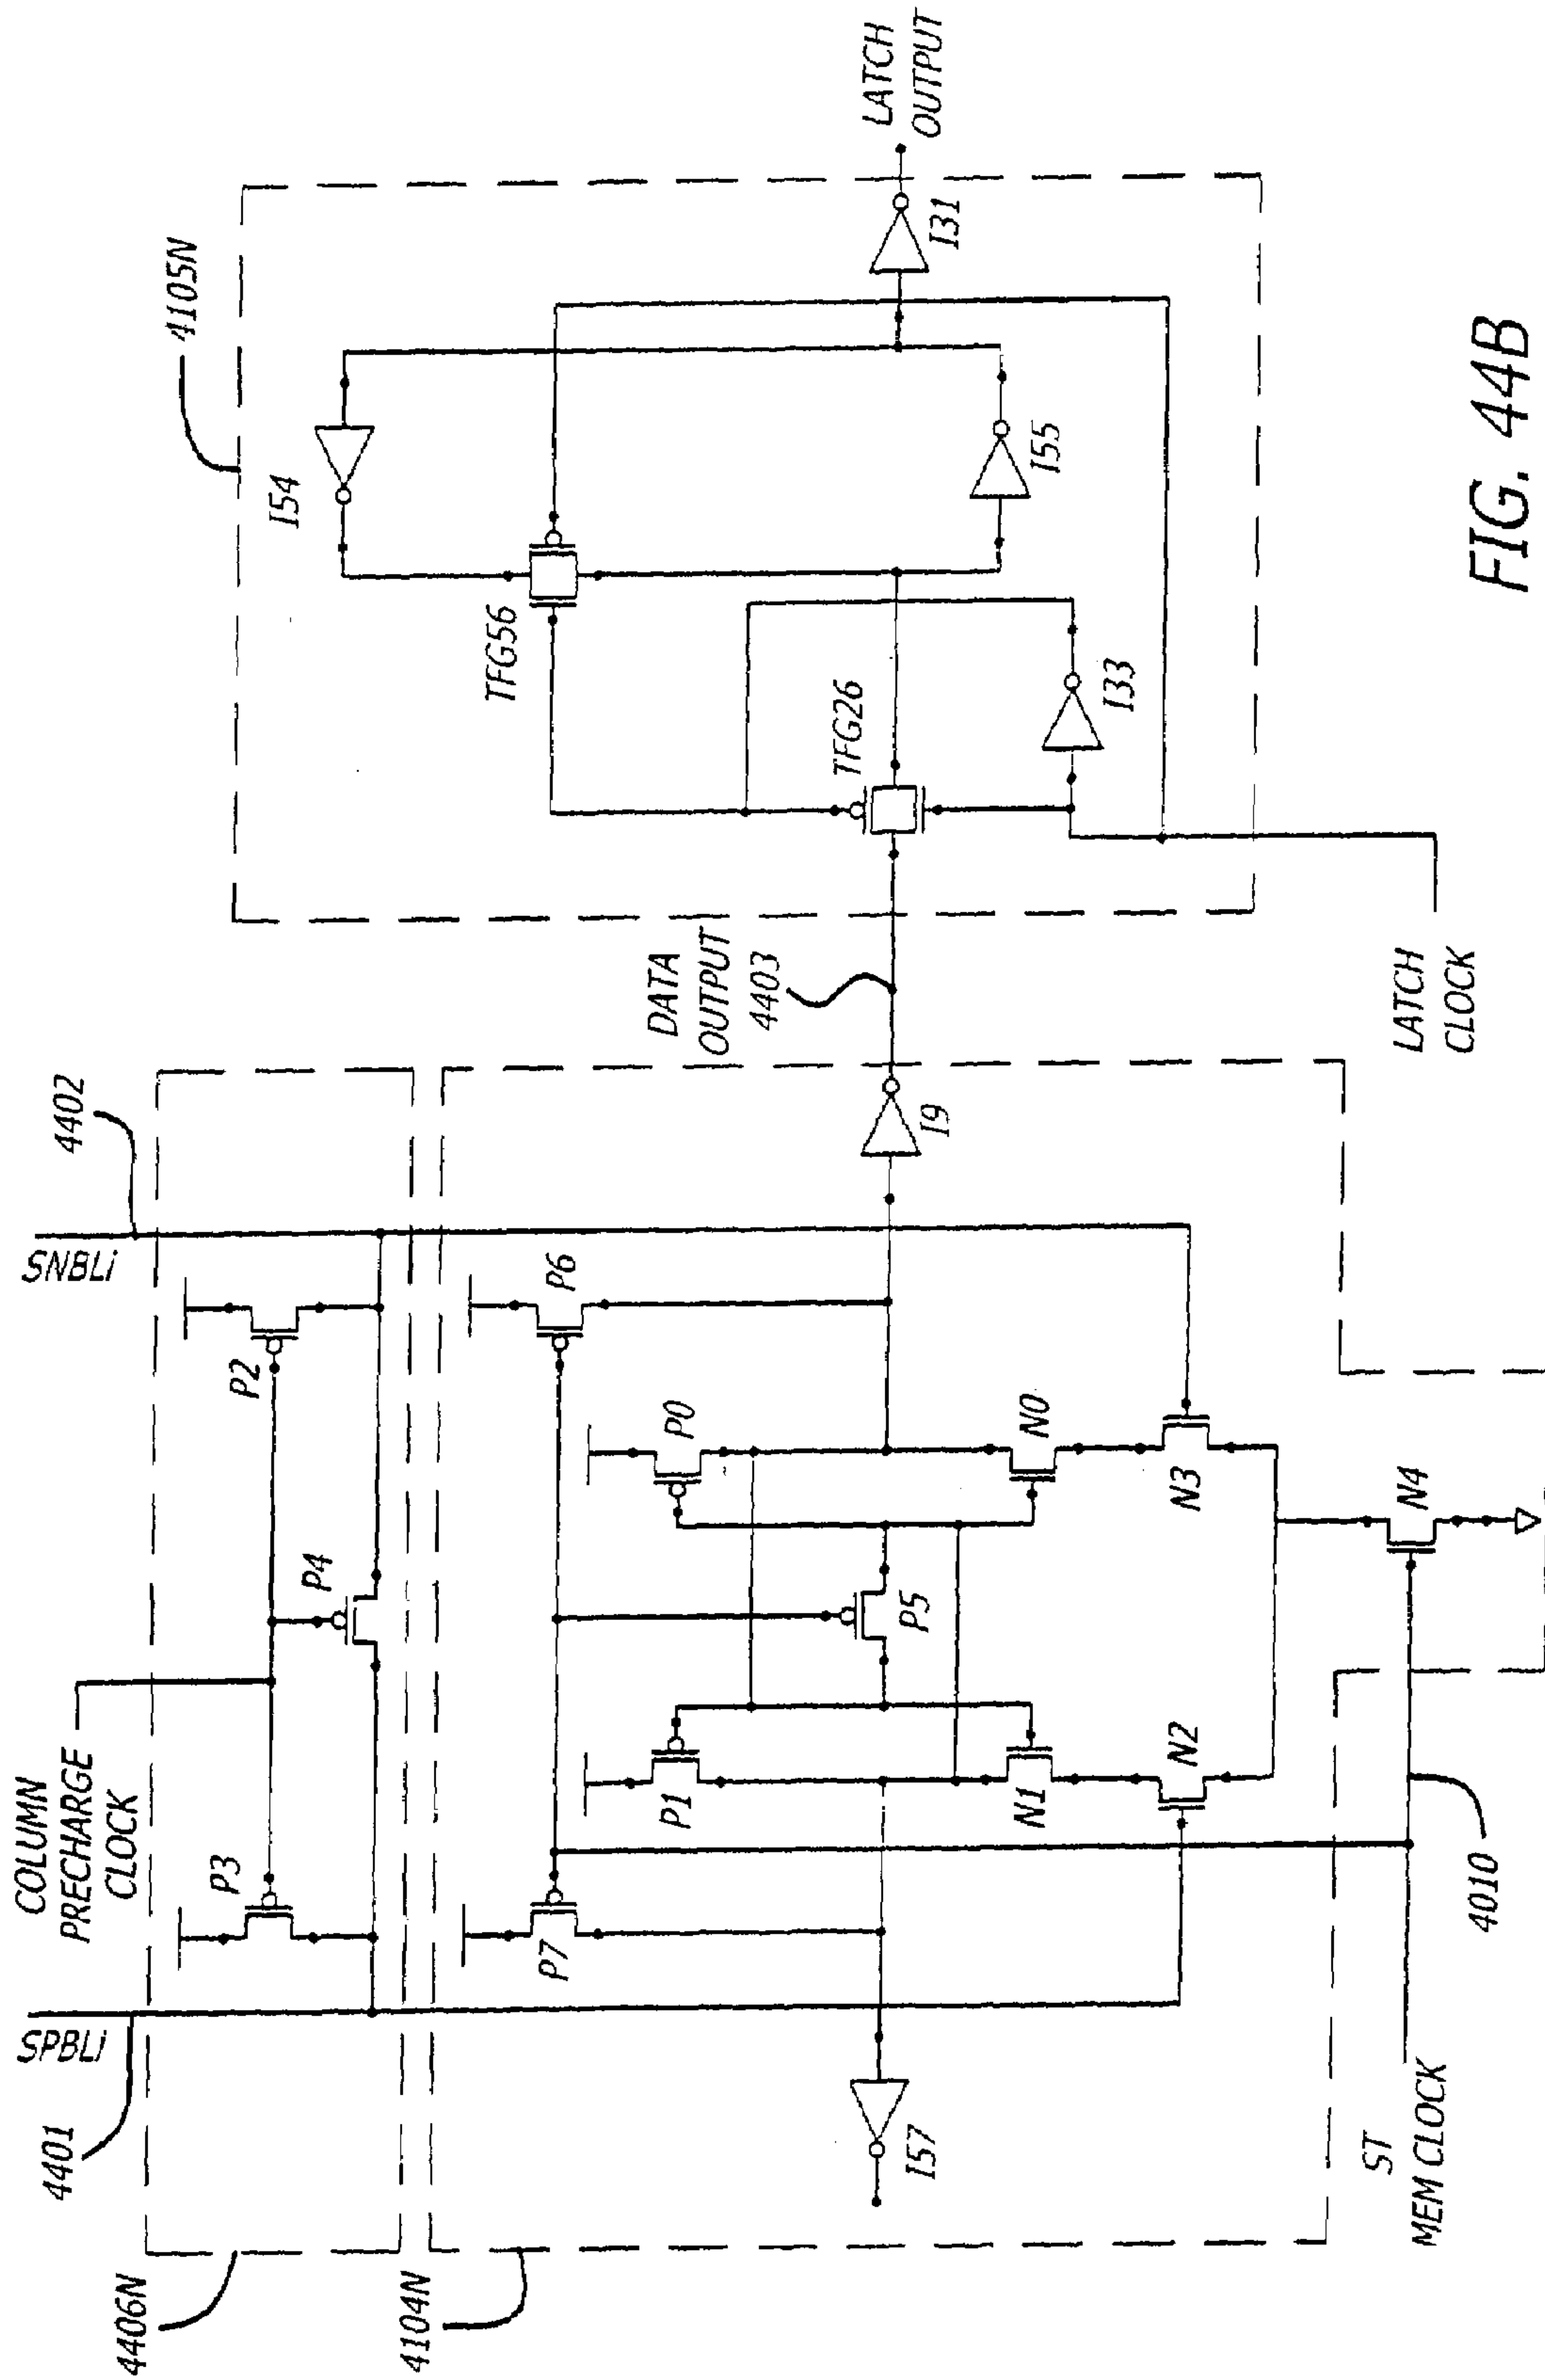 4406N
4401
SPBLi
COLUMN
PRECHARGE
CLOCK
P3
P4
P2
SNBLi
4402
4104N
P7
P1
P5
P0
P6
I57
N1
N0
I9
N2
N3
N4
ST
MEM CLOCK
4010
DATA
OUTPUT
4403
4105N
I54
TFG56
TFG26
I33
I55
I31
LATCH
OUTPUT
LATCH
CLOCK
FIG. 44B